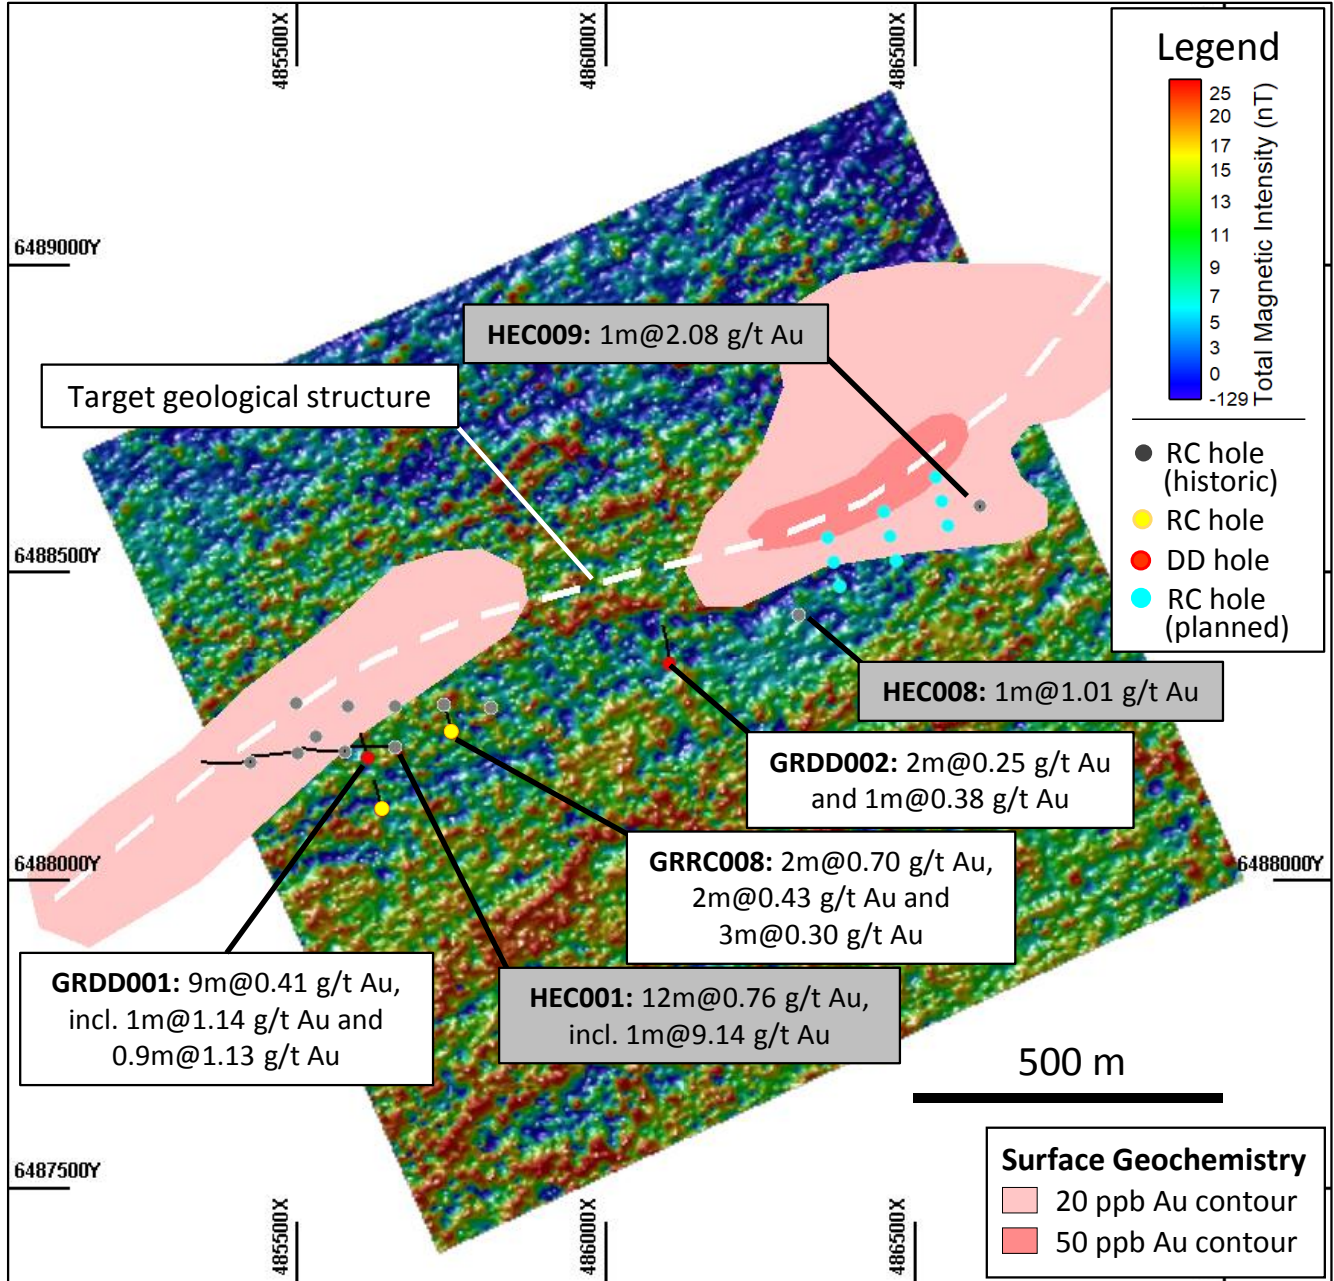 485500X
486000X
486500X
Legend
25
20
17
15
13
11
9
7
5
3
0
-129
Total Magnetic Intensity (nT)
RC hole
(historic)
RC hole
DD hole
RC hole
(planned)
6489000Y
HEC009: 1m@2.08 g/t Au
Target geological structure
6488500Y
HEC008: 1m@1.01 g/t Au
GRDD002: 2m@0.25 g/t Au
and 1m@0.38 g/t Au
GRRC008: 2m@0.70 g/t Au,
2m@0.43 g/t Au and
3m@0.30 g/t Au
6488000Y
6488000Y
GRDD001: 9m@0.41 g/t Au,
incl. 1m@1.14 g/t Au and
0.9m@1.13 g/t Au
HEC001: 12m@0.76 g/t Au,
incl. 1m@9.14 g/t Au
500 m
6487500Y
Surface Geochemistry
20 ppb Au contour
50 ppb Au contour
485500X
486000X
486500X